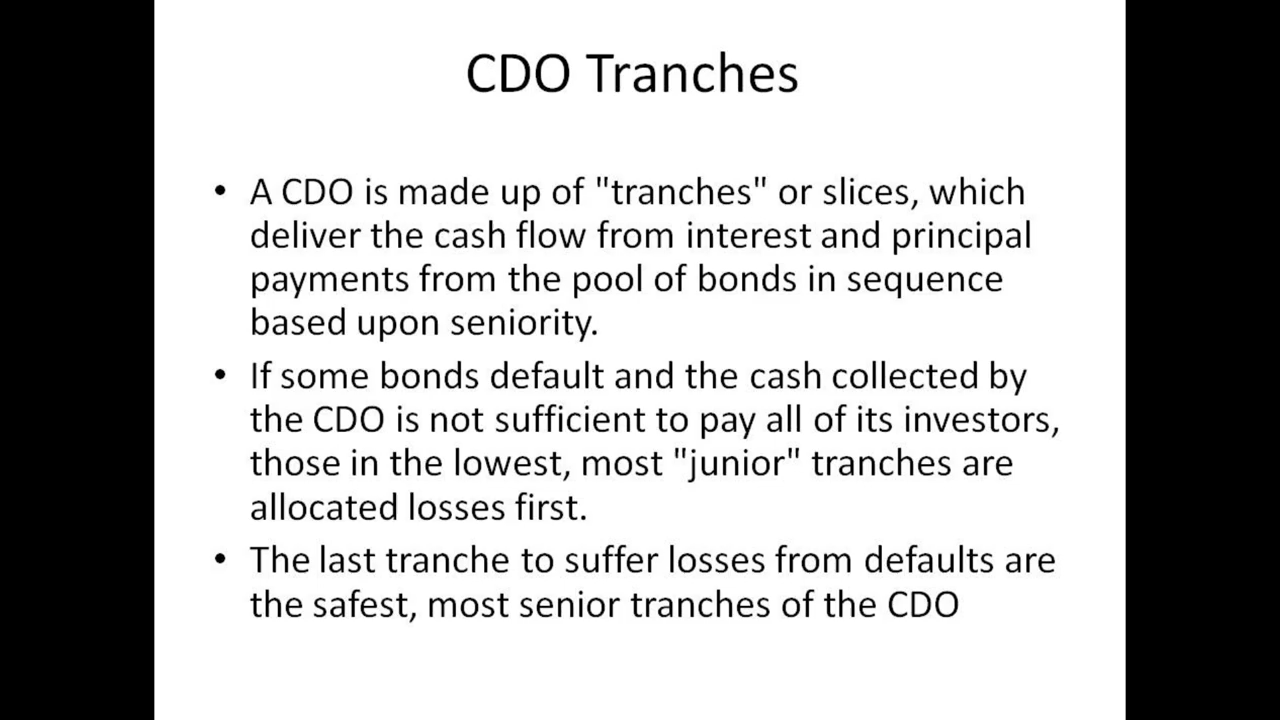 CDO Tranches
• A CDO is made up of "tranches" or slices, which
deliver the cash flow from interest and principal
payments from the pool of bonds in sequence
based upon seniority.
• If some bonds default and the cash collected by
the CDO is not sufficient to pay all of its investors,
those in the lowest, most "junior" tranches are
allocated losses first.
• The last tranche to suffer losses from defaults are
the safest, most senior tranches of the CDO